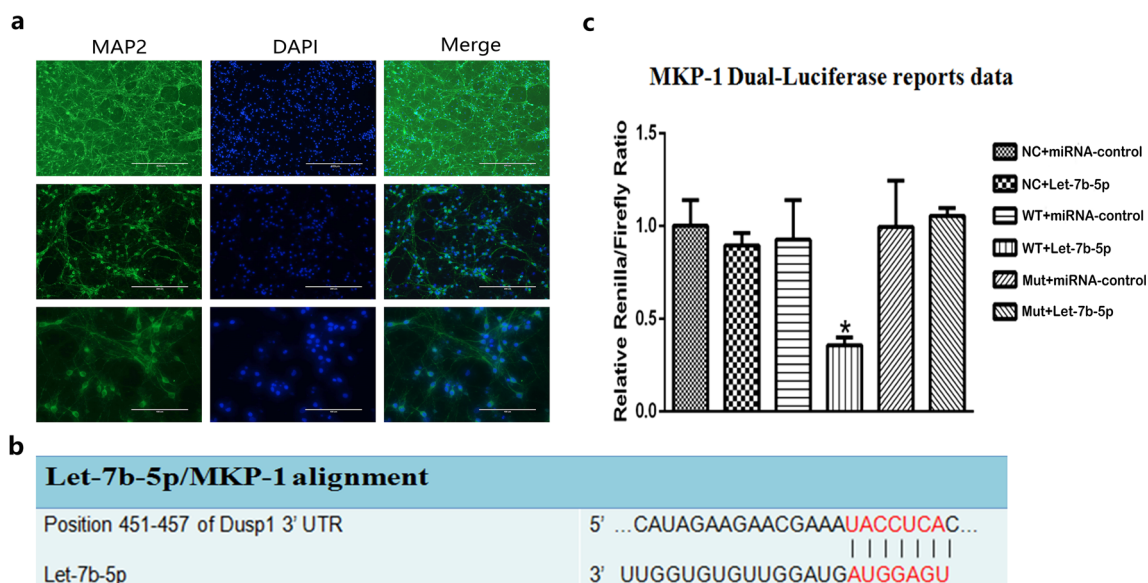 a
MAP2 DAPI Merge
c
MKP-1 Dual-Luciferase reports data
Relative Renilla/Firefly Ratio
1.5
1.0
0.5
0.0
*
NC+miRNA-control
NC+Let-7b-5p
WT+miRNA-control
WT+Let-7b-5p
Mut+miRNA-control
Mut+Let-7b-5p
b
Let-7b-5p/MKP-1 alignment
Position 451-457 of Dusp1 3' UTR 5' ...CAUAGAAGAACGAAAUACCUCAC...
Let-7b-5p 3' UUGGUGUGUUGGAUGAUGGAGU